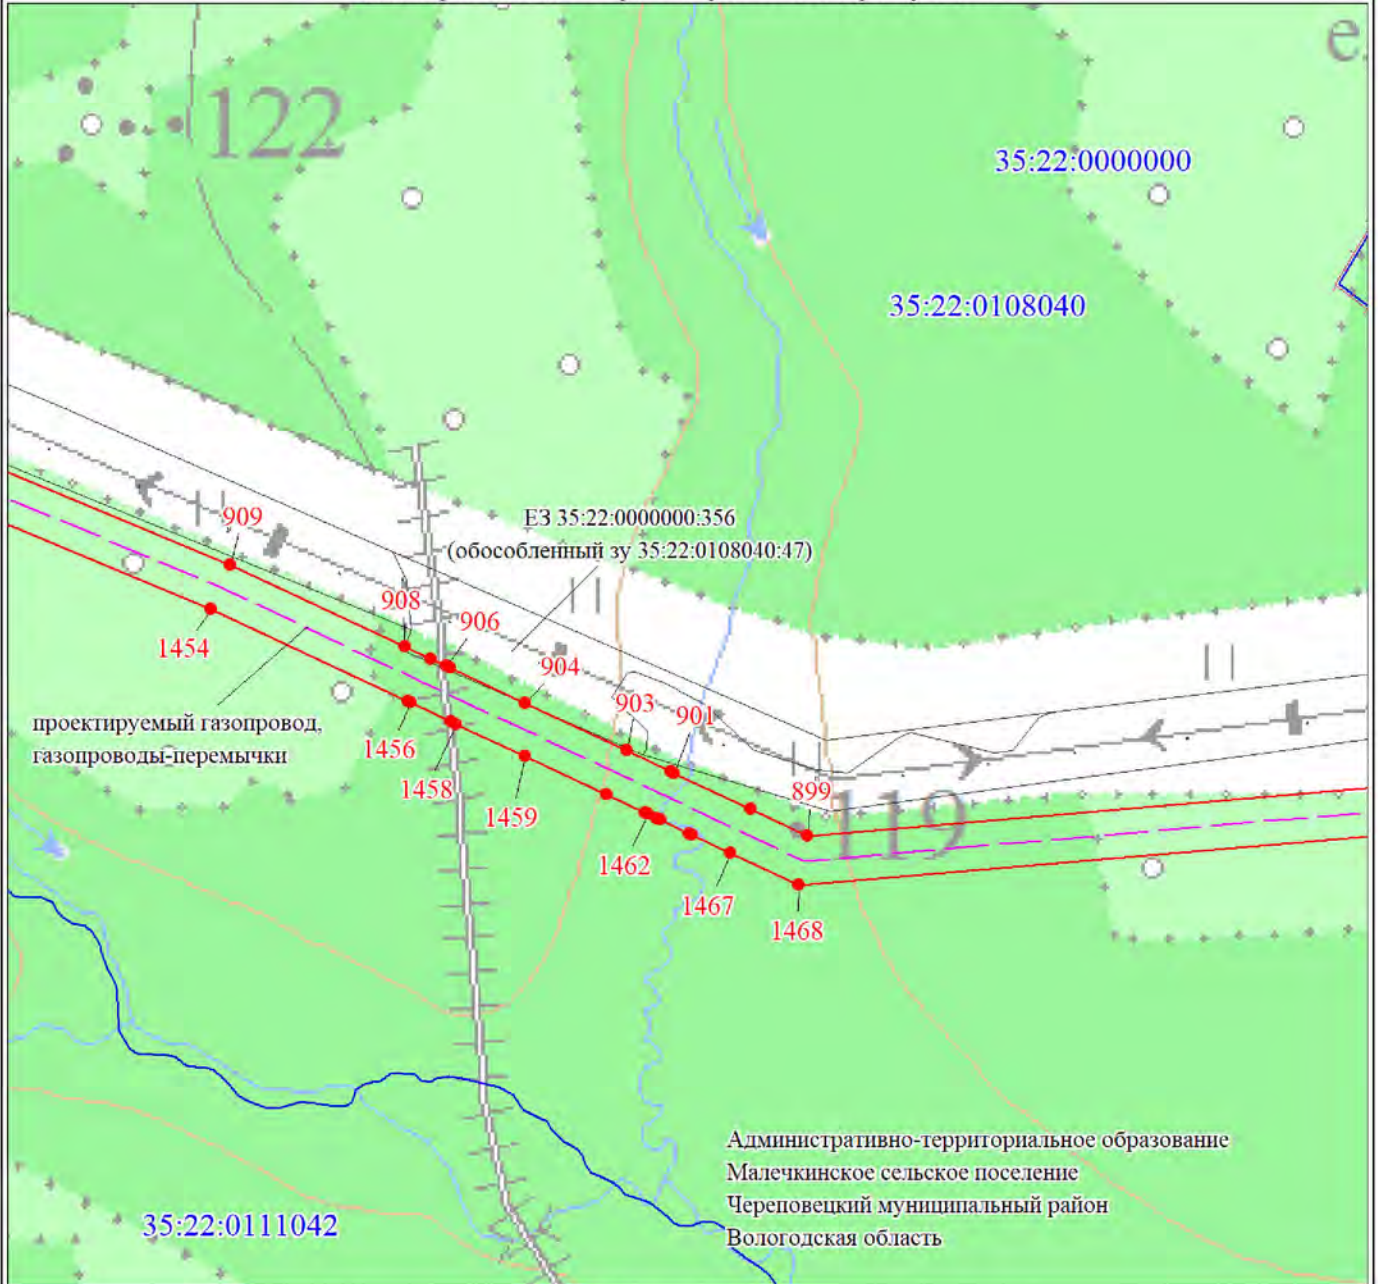 е.
122
35:22:0000000
35:22:0108040
909
ЕЗ 35:22:0000000:356
(обособленный зу 35:22:0108040:47)
908
906
1454
904
903
901
проектируемый газопровод,
газопроводы-перемычки
1456
1458
899
119
1459
1462
1467
1468
Административно-территориальное образование
Малечкинское сельское поселение
Череповецкий муниципальный район
Вологодская область
35:22:0111042